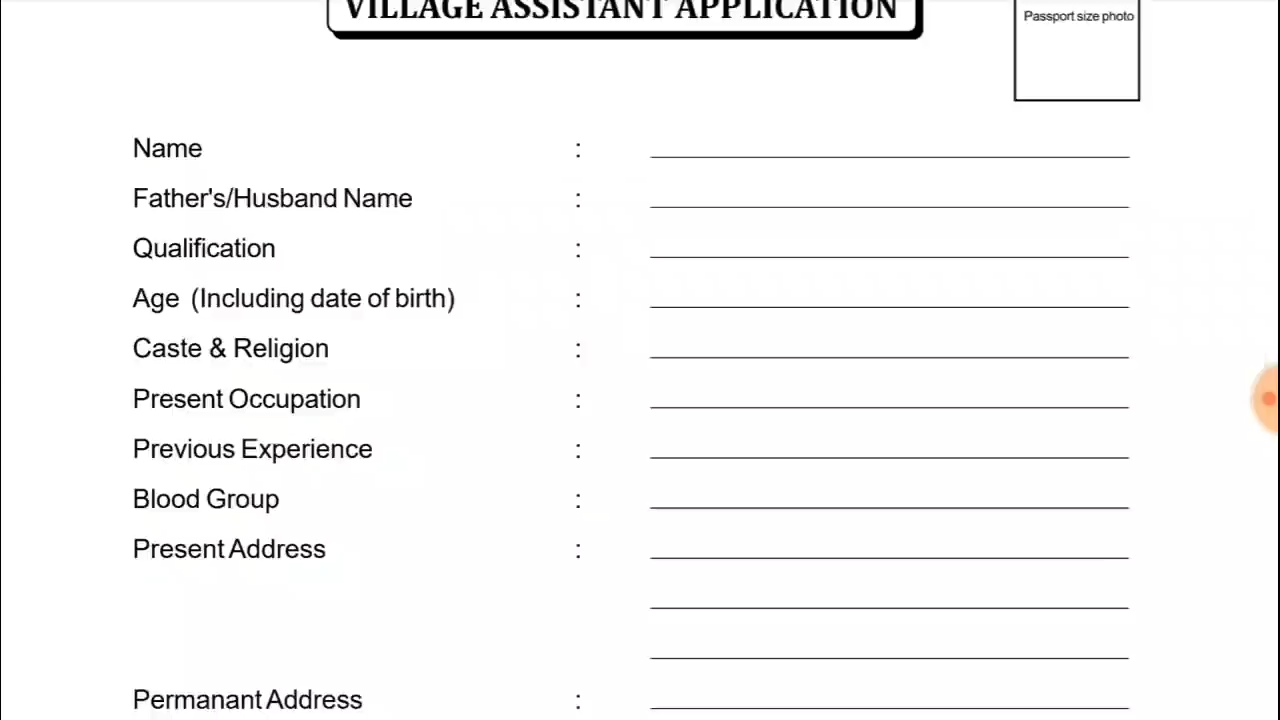 VILLAGE ASSISTANT APPLICATION
Passport size photo
Name :
Father's/Husband Name :
Qualification :
Age (Including date of birth) :
Caste & Religion :
Present Occupation :
Previous Experience :
Blood Group :
Present Address :
Permanant Address :